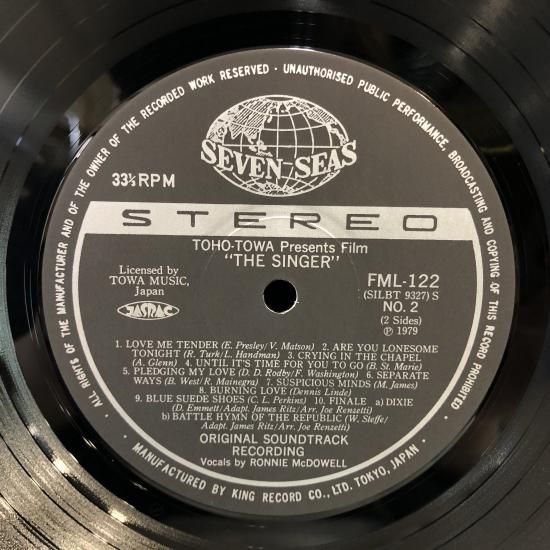 ALL RIGHTS OF THE MANUFACTURER AND OF THE OWNER OF THE RECORDED WORK RESERVED · UNAUTHORISED PUBLIC PERFORMANCE, BROADCASTING AND COPYING OF THIS RECORD PROHIBITED
SEVEN SEAS
33⅓RPM
STEREO
TOHO-TOWA Presents Film
"THE SINGER"
Licensed by
TOWA MUSIC,
Japan
JASRAC
FML-122
(SILBT 9327) S
NO. 2
(2 Sides)
Ⓟ 1979
1. LOVE ME TENDER (E. Presley/V. Matson) 2. ARE YOU LONESOME
TONIGHT (R. Turk/L. Handman) 3. CRYING IN THE CHAPEL
(A. Glenn) 4. UNTIL IT'S TIME FOR YOU TO GO (B. St. Marie)
5. PLEDGING MY LOVE (D. D. Rodby/F. Washington) 6. SEPARATE
WAYS (B. West/R. Mainegra) 7. SUSPICIOUS MINDS (M. James)
8. BURNING LOVE (Dennis Linde)
9. BLUE SUEDE SHOES (C. L. Perkins) 10. FINALE a) DIXIE
(D. Emmett/Adapt. James Ritz/Arr. Joe Renzetti)
b) BATTLE HYMN OF THE REPUBLIC (W. Steffe/
Adapt. James Ritz/Arr. Joe Renzetti)
ORIGINAL SOUNDTRACK
RECORDING
Vocals by RONNIE McDOWELL
· MANUFACTURED BY KING RECORD CO., LTD. TOKYO, JAPAN ·